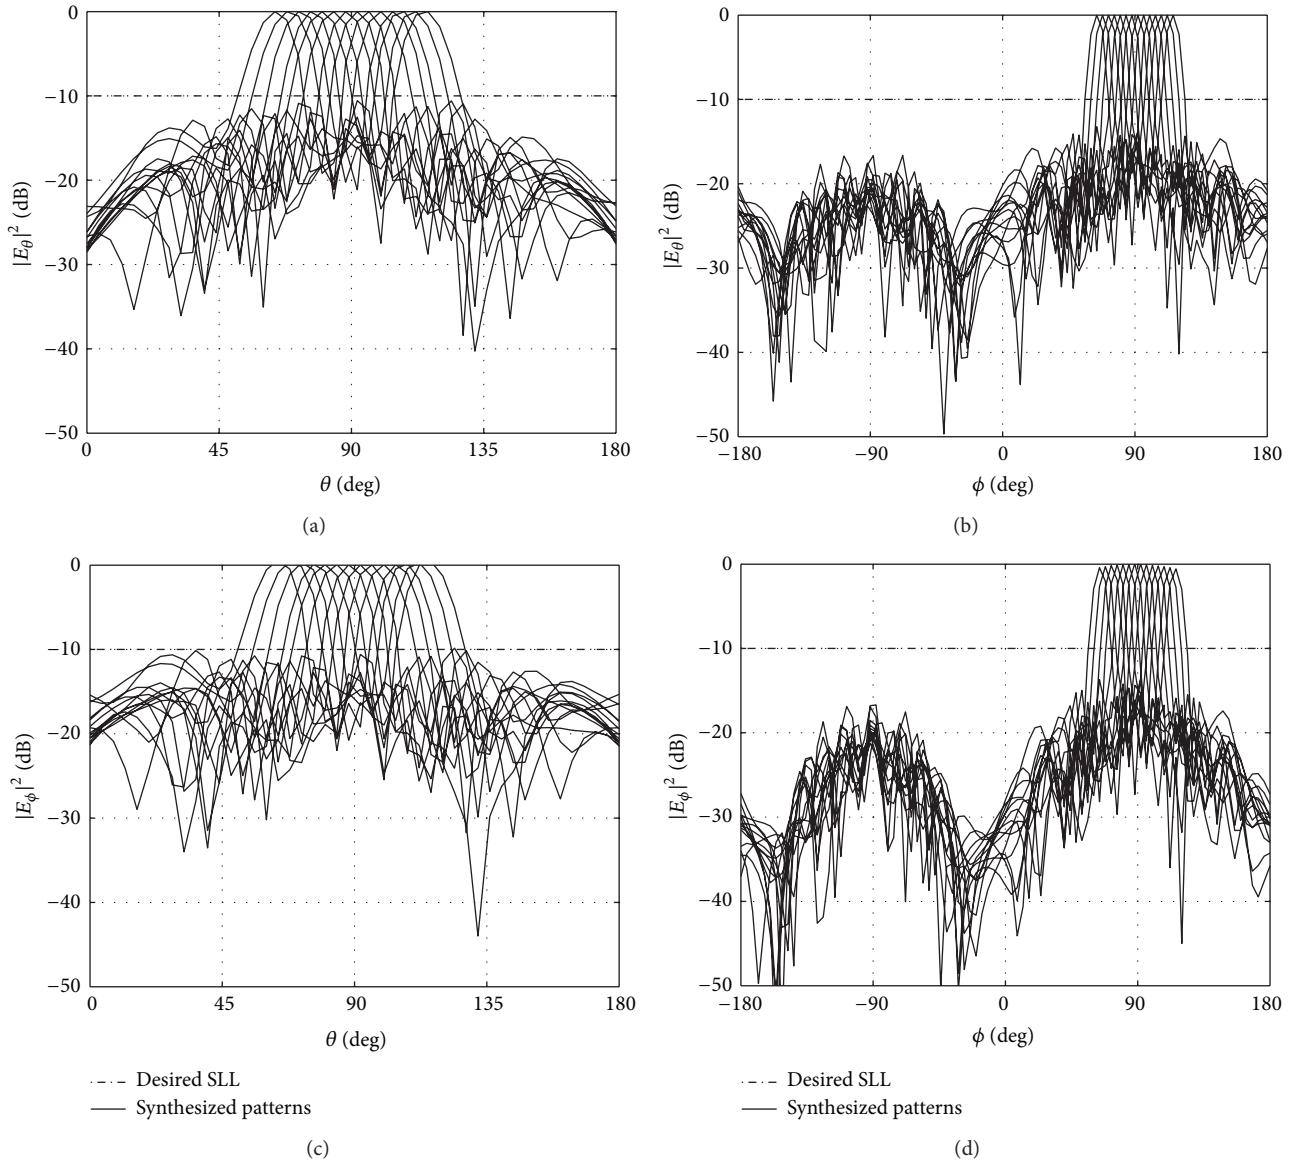 0
−10
−20
−30
−40
−50
|E_θ|² (dB)
0 45 90 135 180
θ (deg)
(a)
0
−10
−20
−30
−40
−50
|E_θ|² (dB)
−180 −90 0 90 180
ϕ (deg)
(b)
0
−10
−20
−30
−40
−50
|E_ϕ|² (dB)
0 45 90 135 180
θ (deg)
Desired SLL
Synthesized patterns
(c)
0
−10
−20
−30
−40
−50
|E_ϕ|² (dB)
−180 −90 0 90 180
ϕ (deg)
Desired SLL
Synthesized patterns
(d)